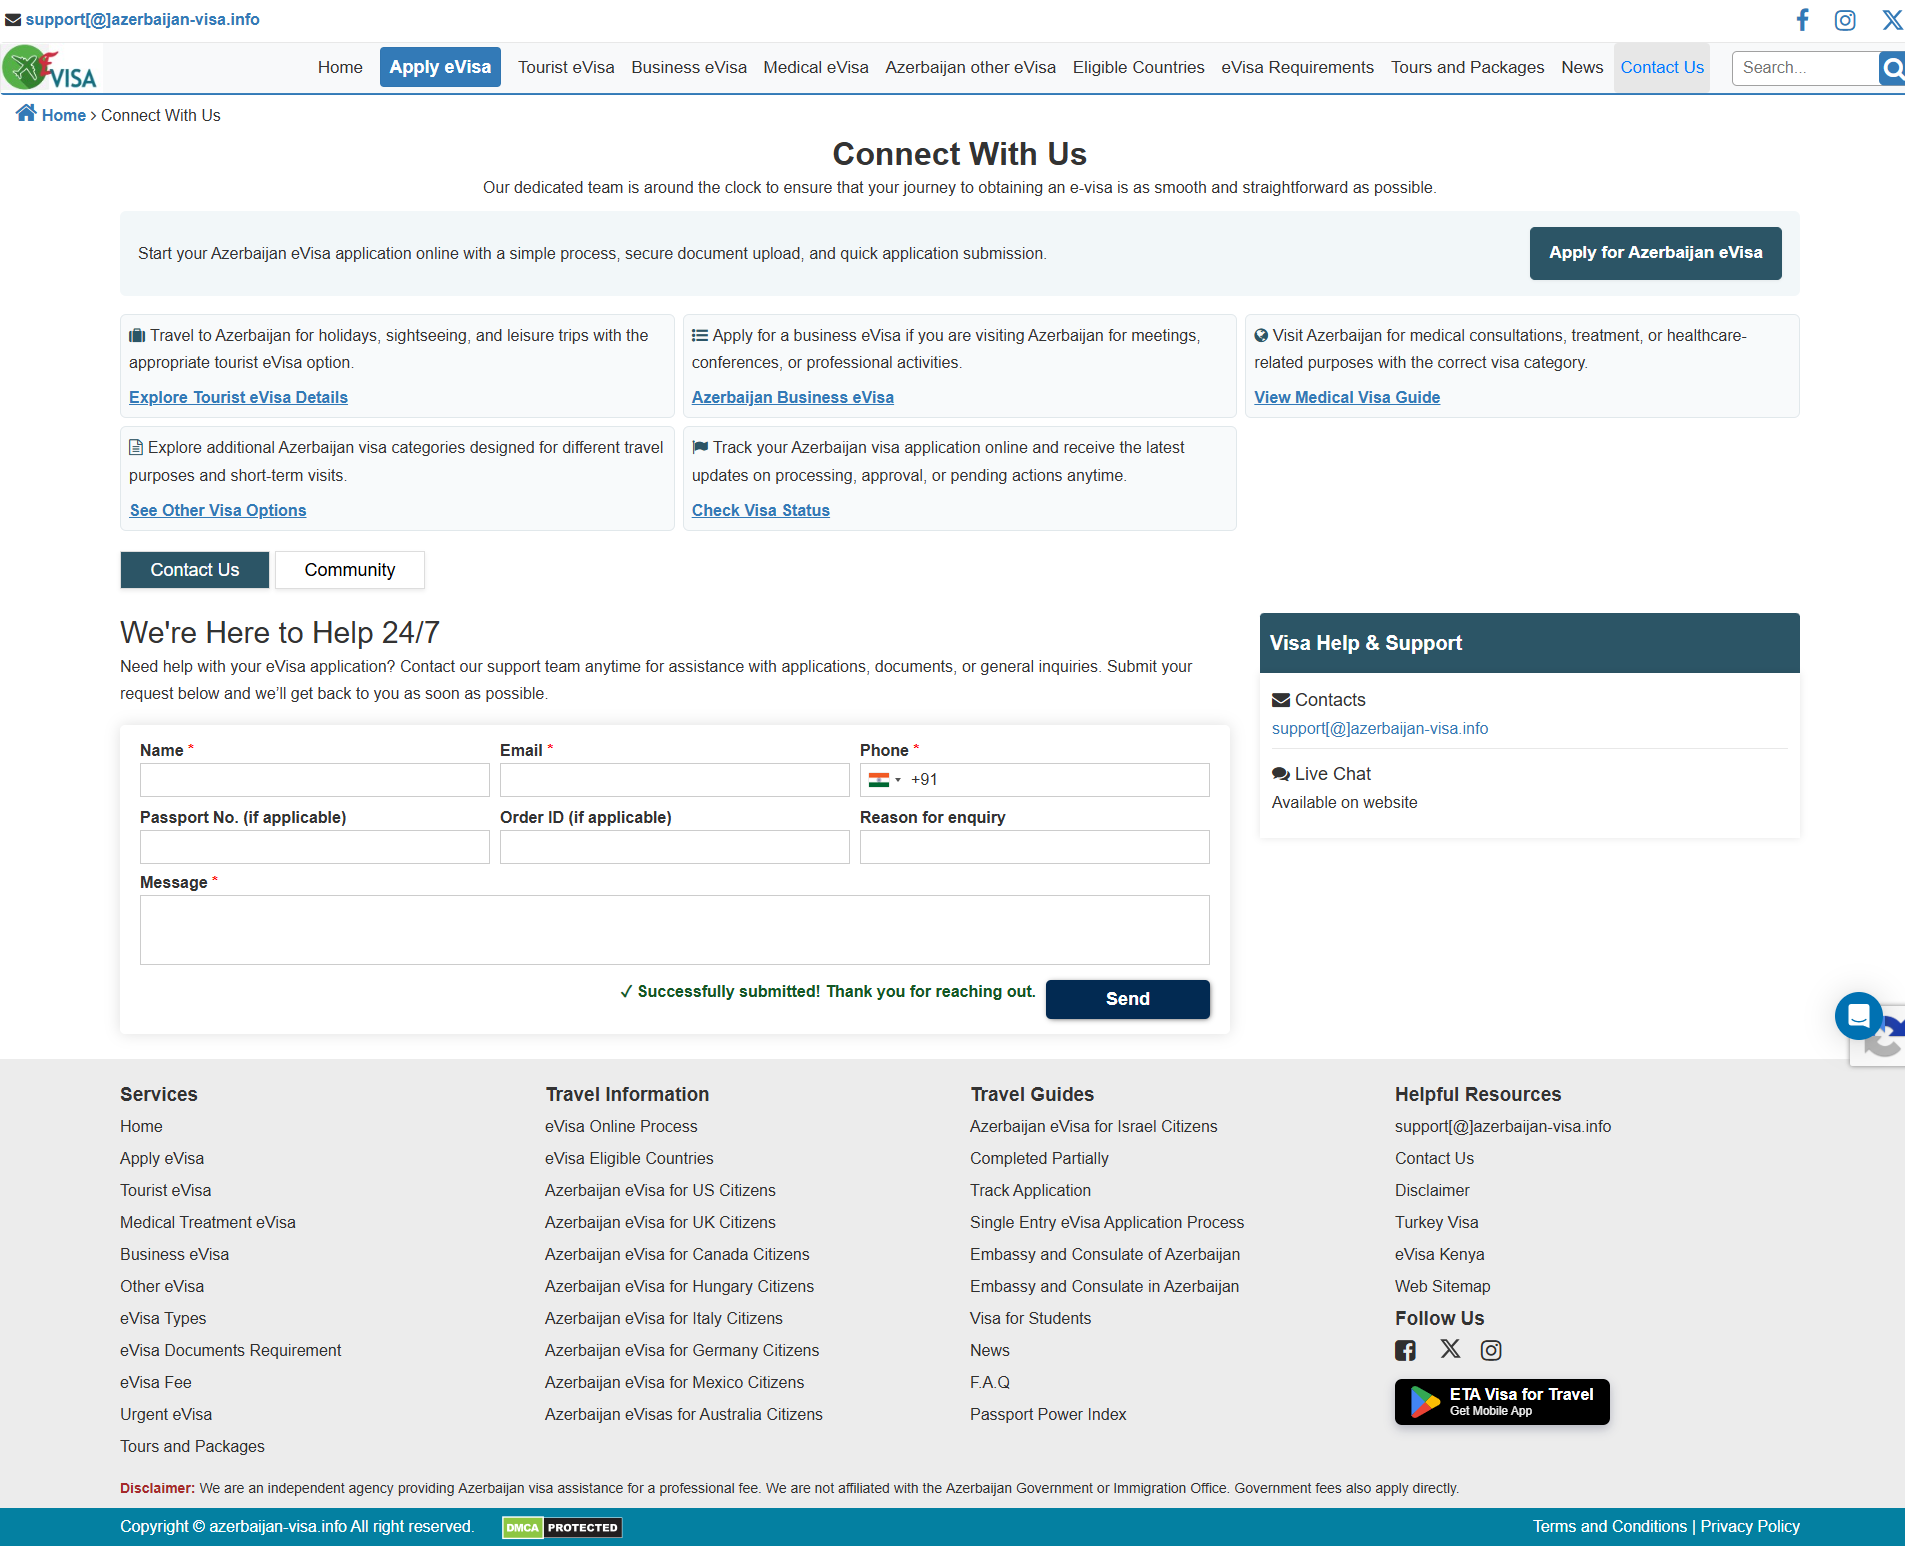 support[@]azerbaijan-visa.info
EVISA
Home
Apply eVisa
Tourist eVisa
Business eVisa
Medical eVisa
Azerbaijan other eVisa
Eligible Countries
eVisa Requirements
Tours and Packages
News
Contact Us
Search...
Home › Connect With Us
Connect With Us
Our dedicated team is around the clock to ensure that your journey to obtaining an e-visa is as smooth and straightforward as possible.
Start your Azerbaijan eVisa application online with a simple process, secure document upload, and quick application submission.
Apply for Azerbaijan eVisa
Travel to Azerbaijan for holidays, sightseeing, and leisure trips with the
appropriate tourist eVisa option.
Explore Tourist eVisa Details
Apply for a business eVisa if you are visiting Azerbaijan for meetings,
conferences, or professional activities.
Azerbaijan Business eVisa
Visit Azerbaijan for medical consultations, treatment, or healthcare-
related purposes with the correct visa category.
View Medical Visa Guide
Explore additional Azerbaijan visa categories designed for different travel
purposes and short-term visits.
See Other Visa Options
Track your Azerbaijan visa application online and receive the latest
updates on processing, approval, or pending actions anytime.
Check Visa Status
Contact Us
Community
We're Here to Help 24/7
Need help with your eVisa application? Contact our support team anytime for assistance with applications, documents, or general inquiries. Submit your
request below and we’ll get back to you as soon as possible.
Name *
Email *
Phone *
+91
Passport No. (if applicable)
Order ID (if applicable)
Reason for enquiry
Message *
✓ Successfully submitted! Thank you for reaching out.
Send
Visa Help & Support
Contacts
support[@]azerbaijan-visa.info
Live Chat
Available on website
Services
Home
Apply eVisa
Tourist eVisa
Medical Treatment eVisa
Business eVisa
Other eVisa
eVisa Types
eVisa Documents Requirement
eVisa Fee
Urgent eVisa
Tours and Packages
Travel Information
eVisa Online Process
eVisa Eligible Countries
Azerbaijan eVisa for US Citizens
Azerbaijan eVisa for UK Citizens
Azerbaijan eVisa for Canada Citizens
Azerbaijan eVisa for Hungary Citizens
Azerbaijan eVisa for Italy Citizens
Azerbaijan eVisa for Germany Citizens
Azerbaijan eVisa for Mexico Citizens
Azerbaijan eVisas for Australia Citizens
Travel Guides
Azerbaijan eVisa for Israel Citizens
Completed Partially
Track Application
Single Entry eVisa Application Process
Embassy and Consulate of Azerbaijan
Embassy and Consulate in Azerbaijan
Visa for Students
News
F.A.Q
Passport Power Index
Helpful Resources
support[@]azerbaijan-visa.info
Contact Us
Disclaimer
Turkey Visa
eVisa Kenya
Web Sitemap
Follow Us
ETA Visa for Travel
Get Mobile App
Disclaimer: We are an independent agency providing Azerbaijan visa assistance for a professional fee. We are not affiliated with the Azerbaijan Government or Immigration Office. Government fees also apply directly.
Copyright © azerbaijan-visa.info All right reserved.
DMCA PROTECTED
Terms and Conditions | Privacy Policy